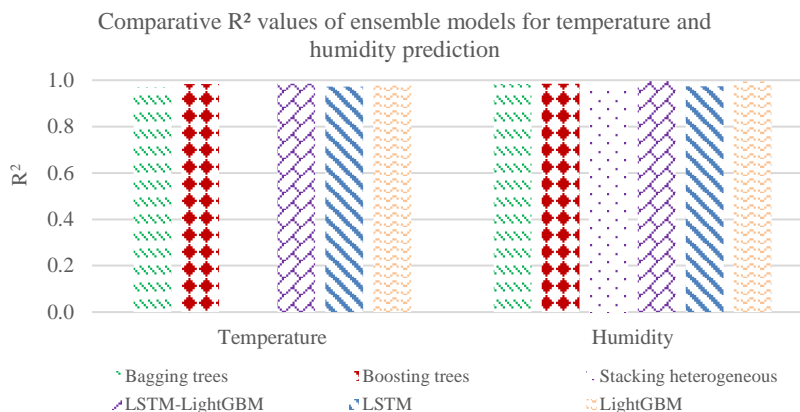 Comparative R² values of ensemble models for temperature and
humidity prediction
1.0
0.8
0.6
0.4
0.2
0.0
R²
Temperature
Humidity
Bagging trees
Boosting trees
Stacking heterogeneous
LSTM-LightGBM
LSTM
LightGBM